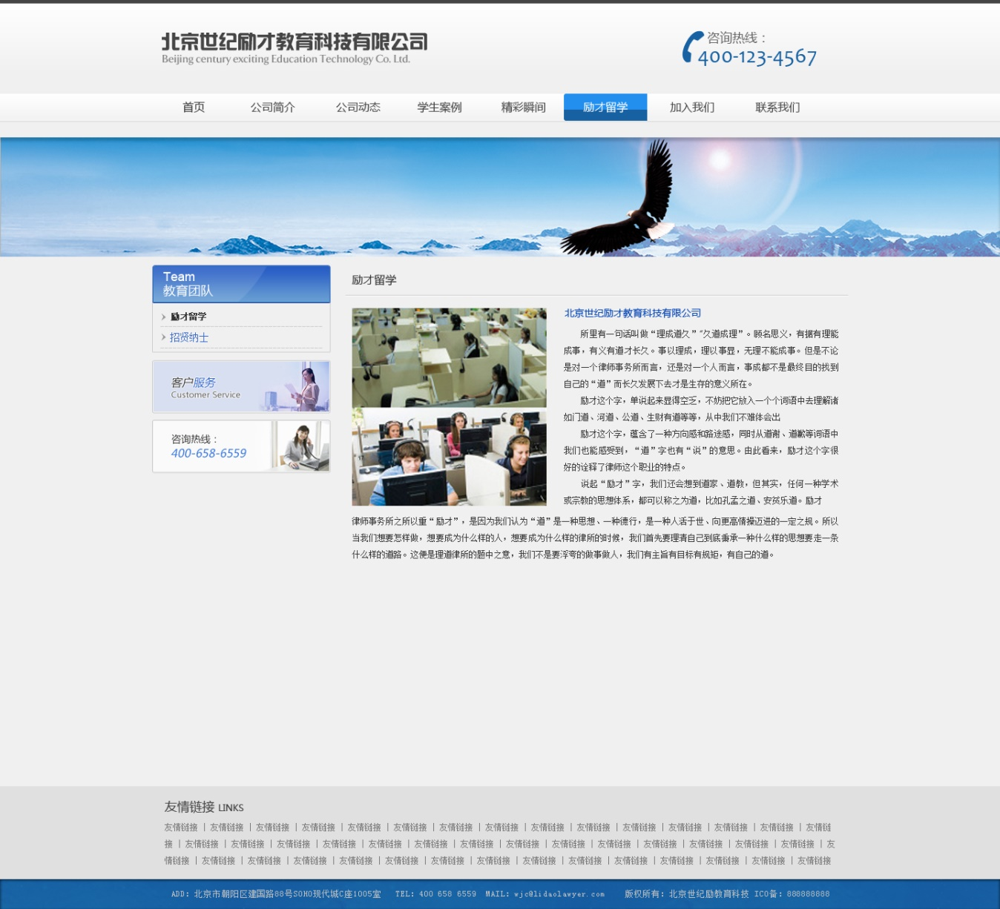 北京世纪励才教育科技有限公司
Beijing century exciting Education Technology Co. Ltd.
咨询热线：
400-123-4567
首页 公司简介 公司动态 学生案例 精彩瞬间 励才留学 加入我们 联系我们
Team
教育团队
励才留学
招贤纳士
客户服务
Customer Service
咨询热线：
400-658-6559
励才留学
北京世纪励才教育科技有限公司
所里有一句话叫做“理成道久”“久道成理”。顾名思义，有据有理能
成事，有义有道才长久。事以理成，理以事显，无理不能成事。但是不论
是对一个律师事务所而言，还是对一个人而言，事成都不是最终目的找到
自己的“道”而长久发展下去才是生存的意义所在。
励才这个字，单说起来显得空乏，不妨把它放入一个个词语中去理解诸
如门道、河道、公道、生财有道等等，从中我们不难体会出
励才这个字，蕴含了一种方向感和路途感，同时从道谢、道歉等词语中
我们也能感受到，“道”字也有“说”的意思。由此看来，励才这个字很
好的诠释了律师这个职业的特点。
说起“励才”字，我们还会想到道家、道教，但其实，任何一种学术
或宗教的思想体系，都可以称之为道，比如孔孟之道、安贫乐道。励才
律师事务所之所以重“励才”，是因为我们认为“道”是一种思想、一种德行，是一种人活于世、向更高情操迈进的一定之规。所以
当我们想要怎样做，想要成为什么样的人，想要成为什么样的律所的时候，我们首先要理清自己到底秉承一种什么样的思想要走一条
什么样的道路。这便是理道律所的题中之意，我们不是要浮夸的做事做人，我们有主旨有目标有规矩，有自己的道。
友情链接 LINKS
友情链接 | 友情链接 | 友情链接 | 友情链接 | 友情链接 | 友情链接 | 友情链接 | 友情链接 | 友情链接 | 友情链接 | 友情链接 | 友情链接 | 友情链接 | 友情链接 | 友情链
接 | 友情链接 | 友情链接 | 友情链接 | 友情链接 | 友情链接 | 友情链接 | 友情链接 | 友情链接 | 友情链接 | 友情链接 | 友情链接 | 友情链接 | 友情链接 | 友情链接 | 友
情链接 | 友情链接 | 友情链接 | 友情链接 | 友情链接 | 友情链接 | 友情链接 | 友情链接 | 友情链接 | 友情链接 | 友情链接 | 友情链接 | 友情链接 | 友情链接 | 友情链接
ADD: 北京市朝阳区建国路88号SOHO现代城C座1005室 TEL: 400 658 6559 MAIL: wjc@lidaolawyer.com 版权所有: 北京世纪励教育科技 ICO备: 888888888